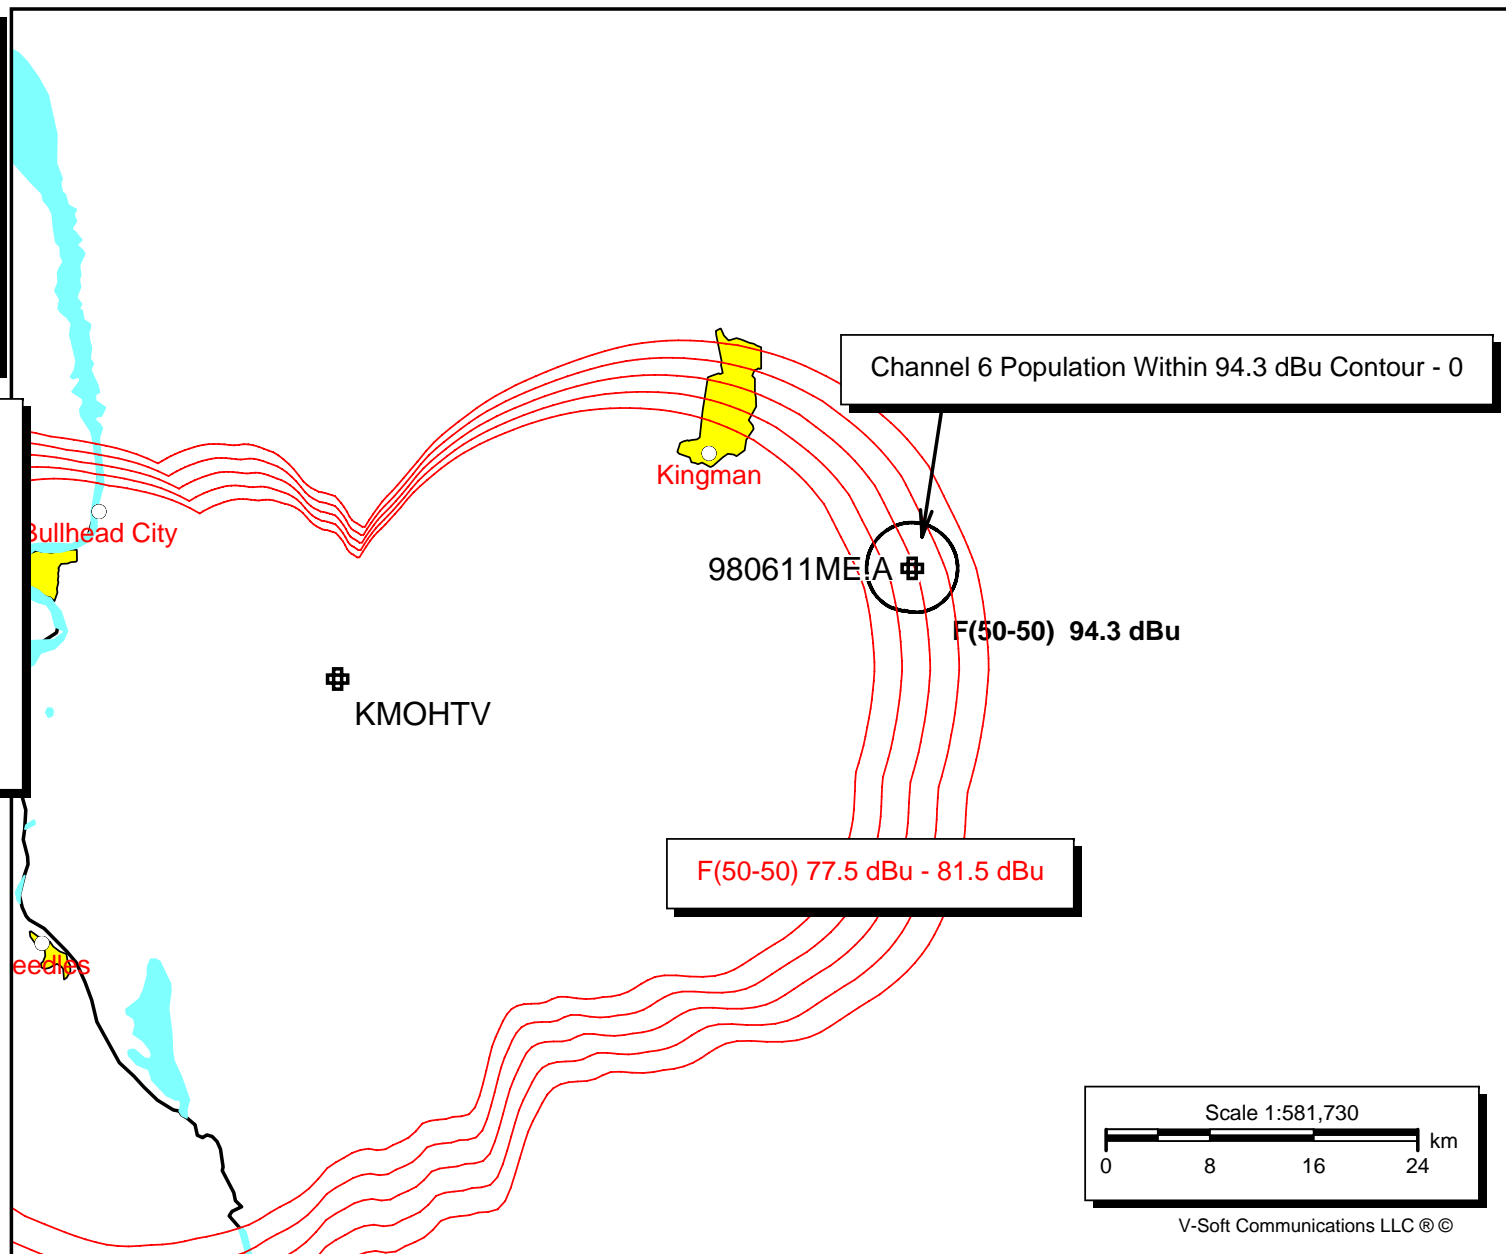 Channel 6 Population Within 94.3 dBu Contour - 0
Kingman
Bullhead City
980611ME.A
F(50-50) 94.3 dBu
KMOHTV
F(50-50) 77.5 dBu - 81.5 dBu
eedles
Scale 1:581,730
km
0 8 16 24
V-Soft Communications LLC ® ©